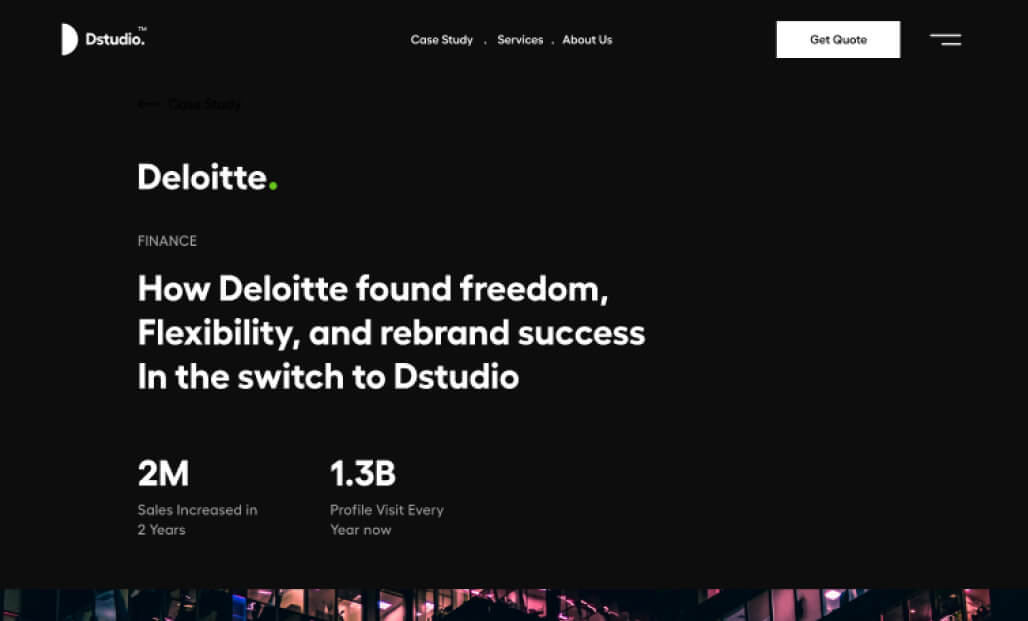 Dstudio.™
Case Study . Services . About Us
Get Quote
← Case Study
Deloitte.
FINANCE
How Deloitte found freedom,
Flexibility, and rebrand success
In the switch to Dstudio
2M
Sales Increased in
2 Years
1.3B
Profile Visit Every
Year now